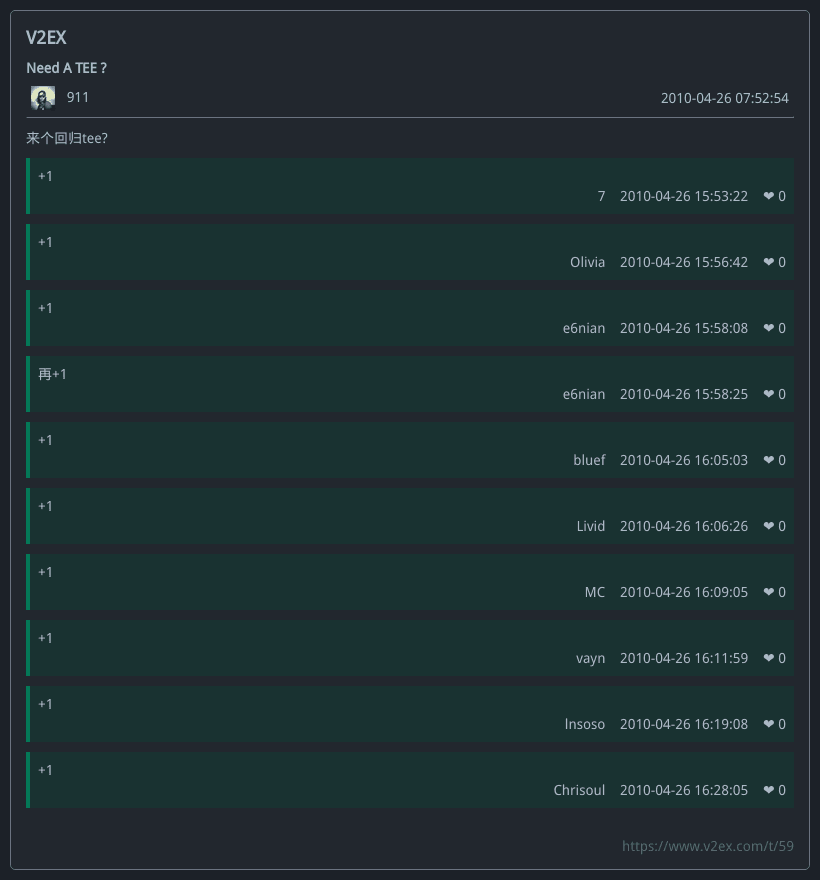 V2EX
Need A TEE ?
911 2010-04-26 07:52:54
来个回归tee?
+1
7 2010-04-26 15:53:22 ❤ 0
+1
Olivia 2010-04-26 15:56:42 ❤ 0
+1
e6nian 2010-04-26 15:58:08 ❤ 0
再+1
e6nian 2010-04-26 15:58:25 ❤ 0
+1
bluef 2010-04-26 16:05:03 ❤ 0
+1
Livid 2010-04-26 16:06:26 ❤ 0
+1
MC 2010-04-26 16:09:05 ❤ 0
+1
vayn 2010-04-26 16:11:59 ❤ 0
+1
lnsoso 2010-04-26 16:19:08 ❤ 0
+1
Chrisoul 2010-04-26 16:28:05 ❤ 0
https://www.v2ex.com/t/59